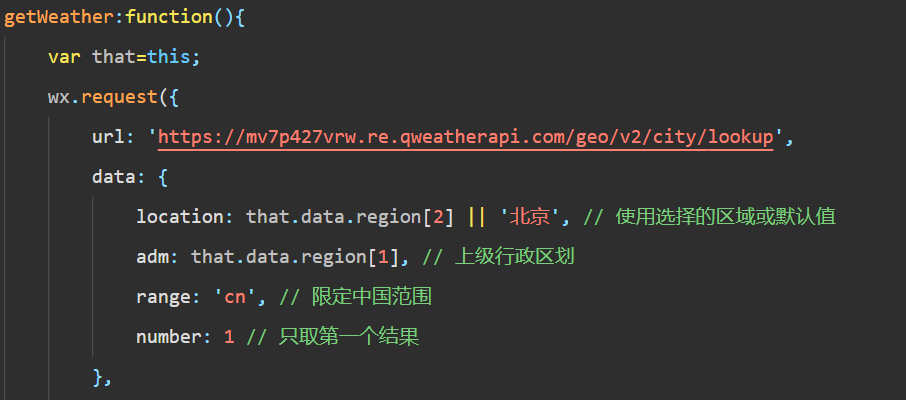 getWeather:function(){
var that=this;
wx.request({
url: 'https://mv7p427vrw.re.qweatherapi.com/geo/v2/city/lookup',
data: {
location: that.data.region[2] || '北京', // 使用选择的区域或默认值
adm: that.data.region[1], // 上级行政区划
range: 'cn', // 限定中国范围
number: 1 // 只取第一个结果
},